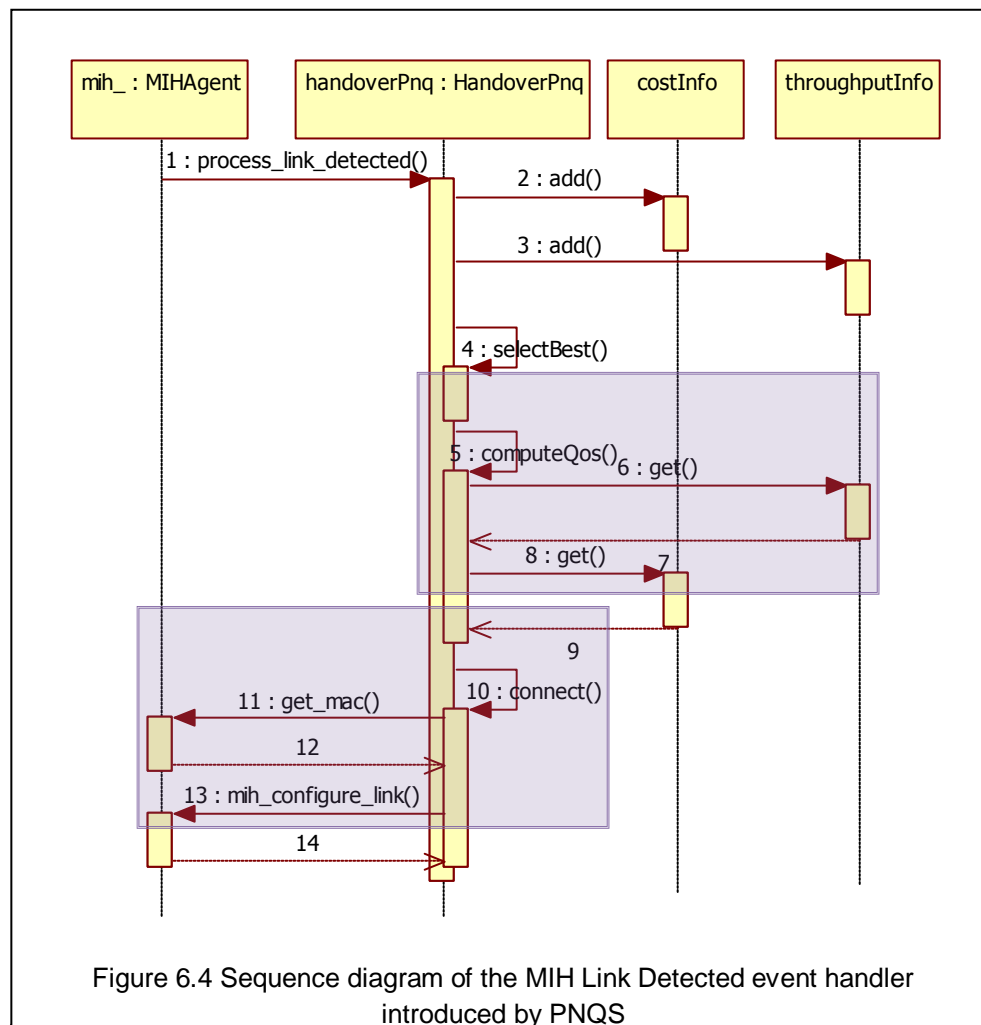 mih_ : MIHAgent
handoverPnq : HandoverPnq
costInfo
throughputInfo
1 : process_link_detected()
2 : add()
3 : add()
4 : selectBest()
5 : computeQos()
6 : get()
7
8 : get()
9
10 : connect()
11 : get_mac()
12
13 : mih_configure_link()
14
Figure 6.4 Sequence diagram of the MIH Link Detected event handler
introduced by PNQS